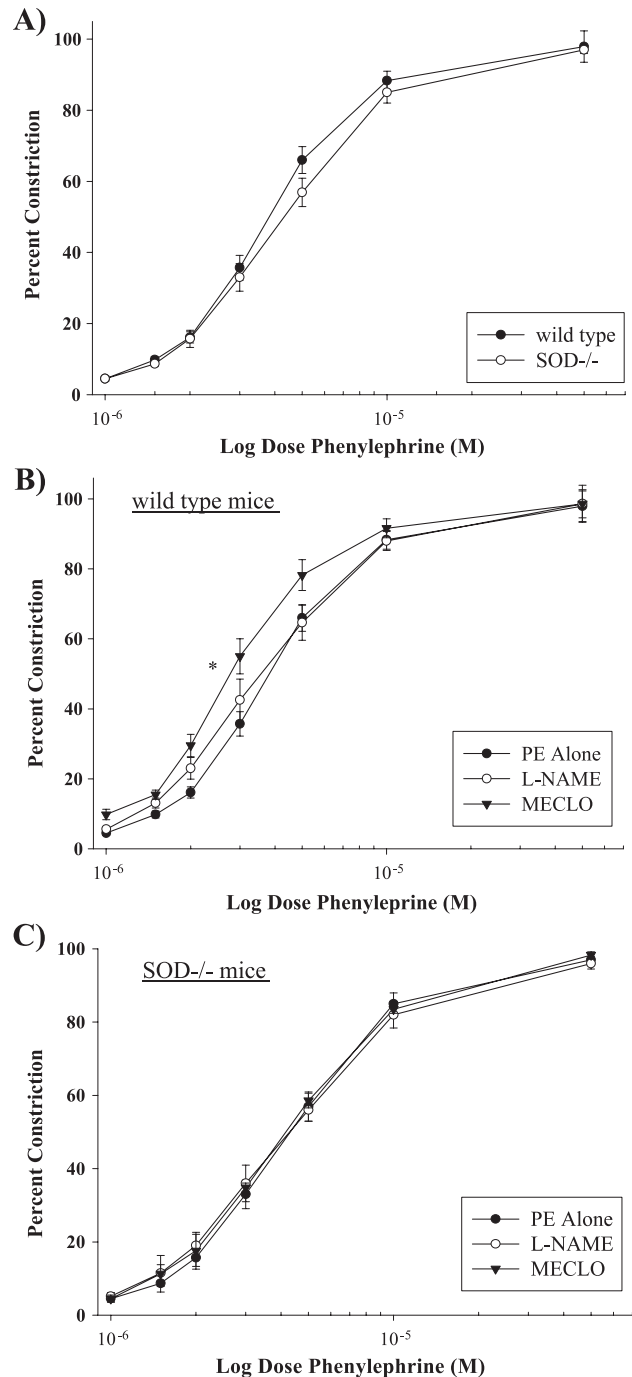 A)
100
80
60
40
20
0
Percent Constriction
wild type
SOD-/-
10-6
10-5
Log Dose Phenylephrine (M)
B)
wild type mice
100
80
60
40
20
0
Percent Constriction
*
PE Alone
L-NAME
MECLO
10-6
10-5
Log Dose Phenyleprine (M)
C)
SOD-/- mice
100
80
60
40
20
0
Percent Constriction
PE Alone
L-NAME
MECLO
10-6
10-5
Log Dose Phenylephrine (M)